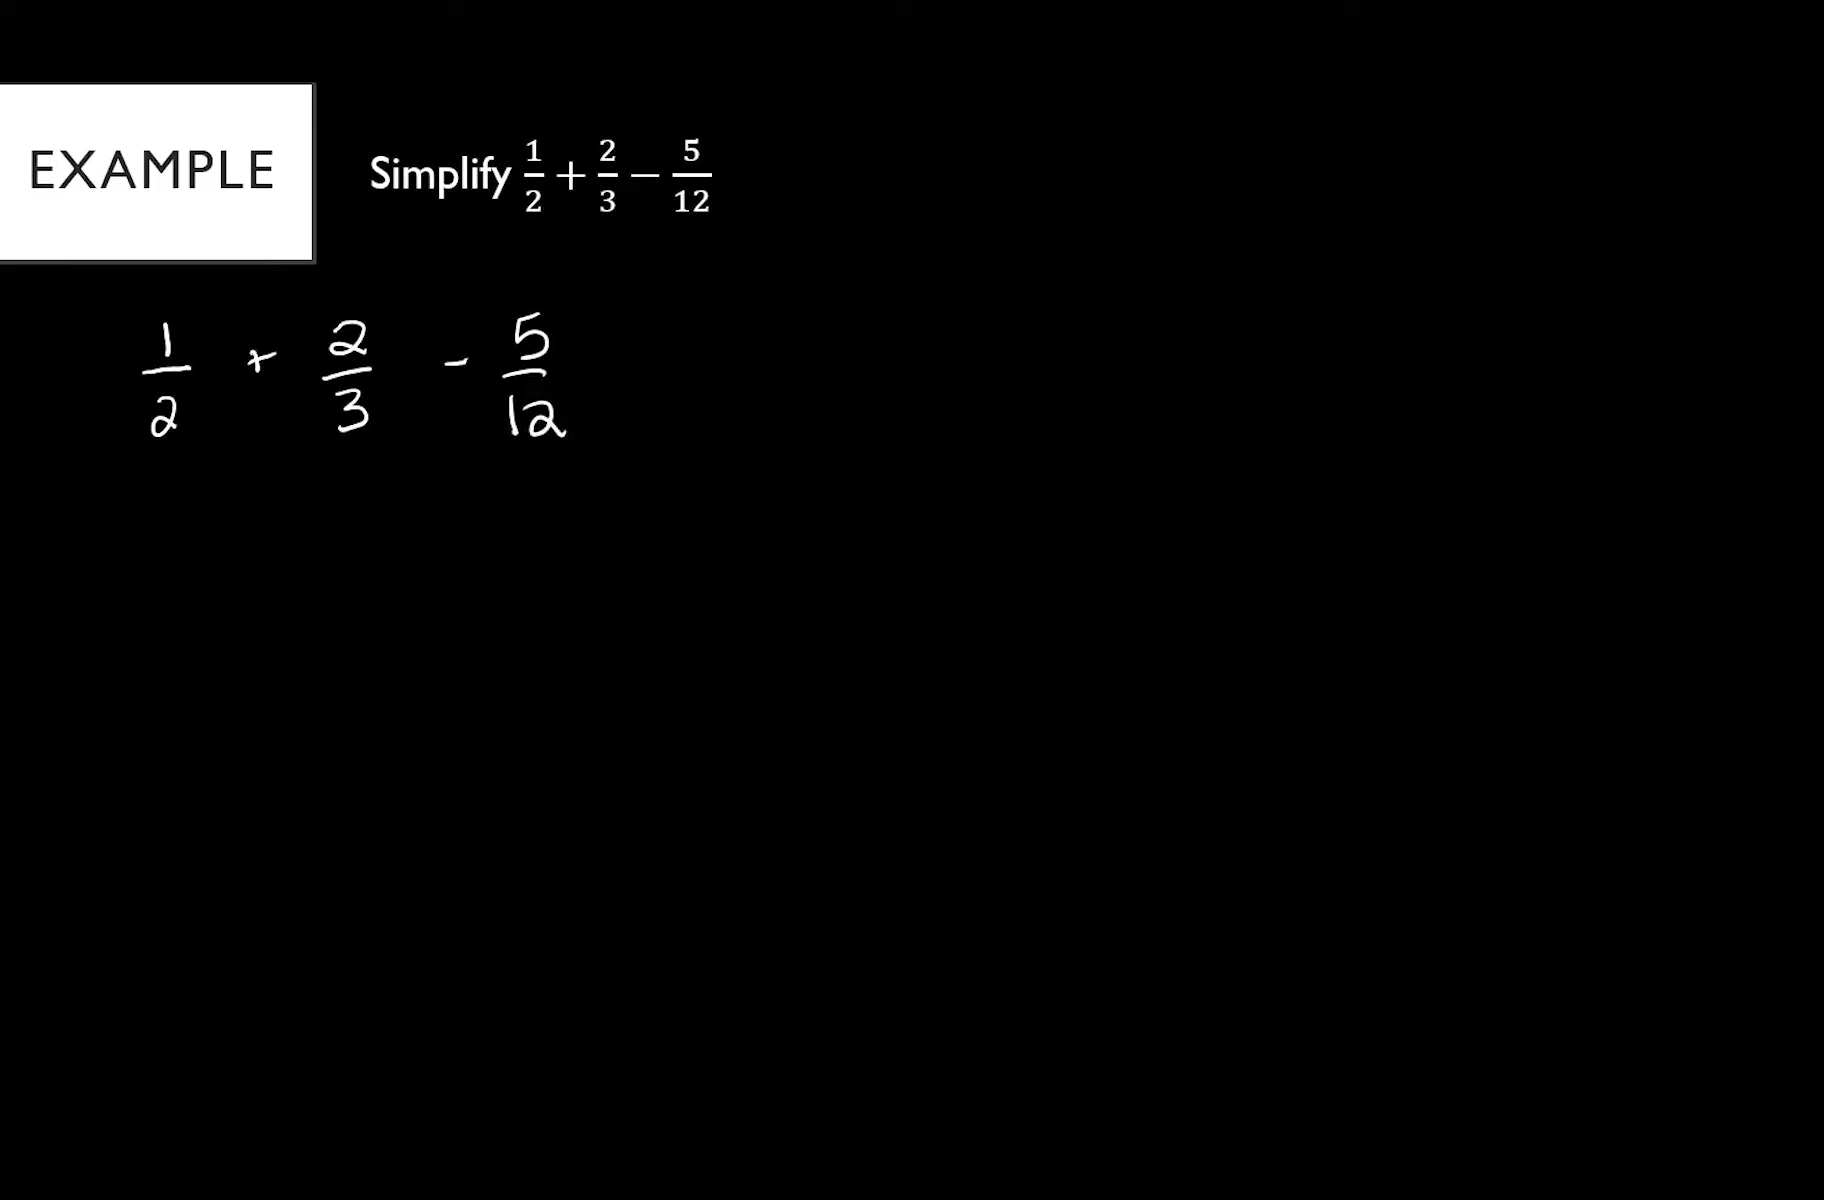 EXAMPLE
Simplify 1/2 + 2/3 − 5/12
1/2 + 2/3 - 5/12